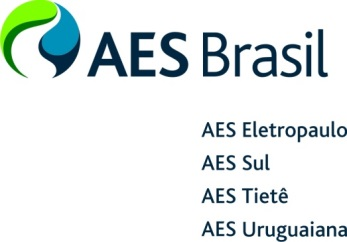 AES Brasil
AES Eletropaulo
AES Sul
AES Tietê
AES Uruguaiana